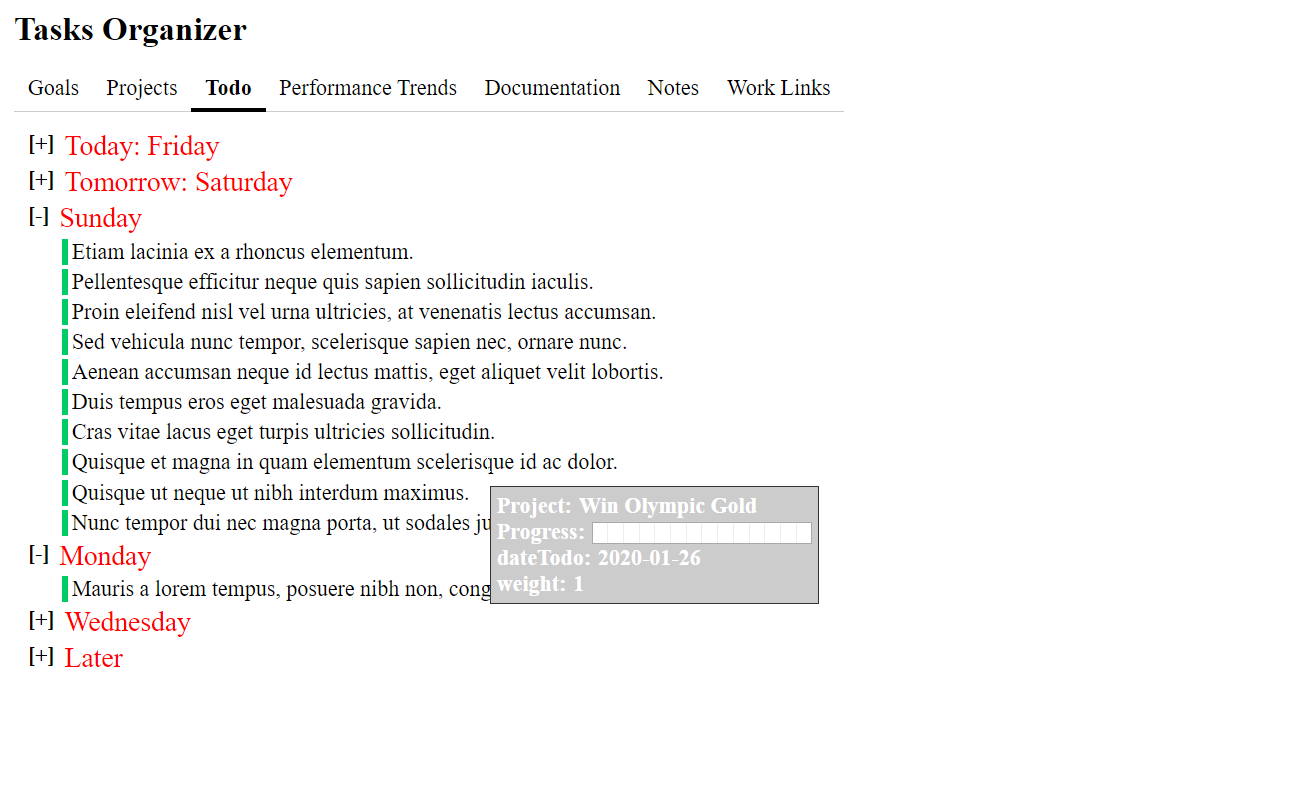 Tasks Organizer
Goals Projects Todo Performance Trends Documentation Notes Work Links
[+] Today: Friday
[+] Tomorrow: Saturday
[-] Sunday
Etiam lacinia ex a rhoncus elementum.
Pellentesque efficitur neque quis sapien sollicitudin iaculis.
Proin eleifend nisl vel urna ultricies, at venenatis lectus accumsan.
Sed vehicula nunc tempor, scelerisque sapien nec, ornare nunc.
Aenean accumsan neque id lectus mattis, eget aliquet velit lobortis.
Duis tempus eros eget malesuada gravida.
Cras vitae lacus eget turpis ultricies sollicitudin.
Quisque et magna in quam elementum scelerisque id ac dolor.
Quisque ut neque ut nibh interdum maximus.
Nunc tempor dui nec magna porta, ut sodales
[-] Monday
Mauris a lorem tempus, posuere nibh non,
Project: Win Olympic Gold
Progress:
dateTodo: 2020-01-26
weight: 1
[+] Wednesday
[+] Later